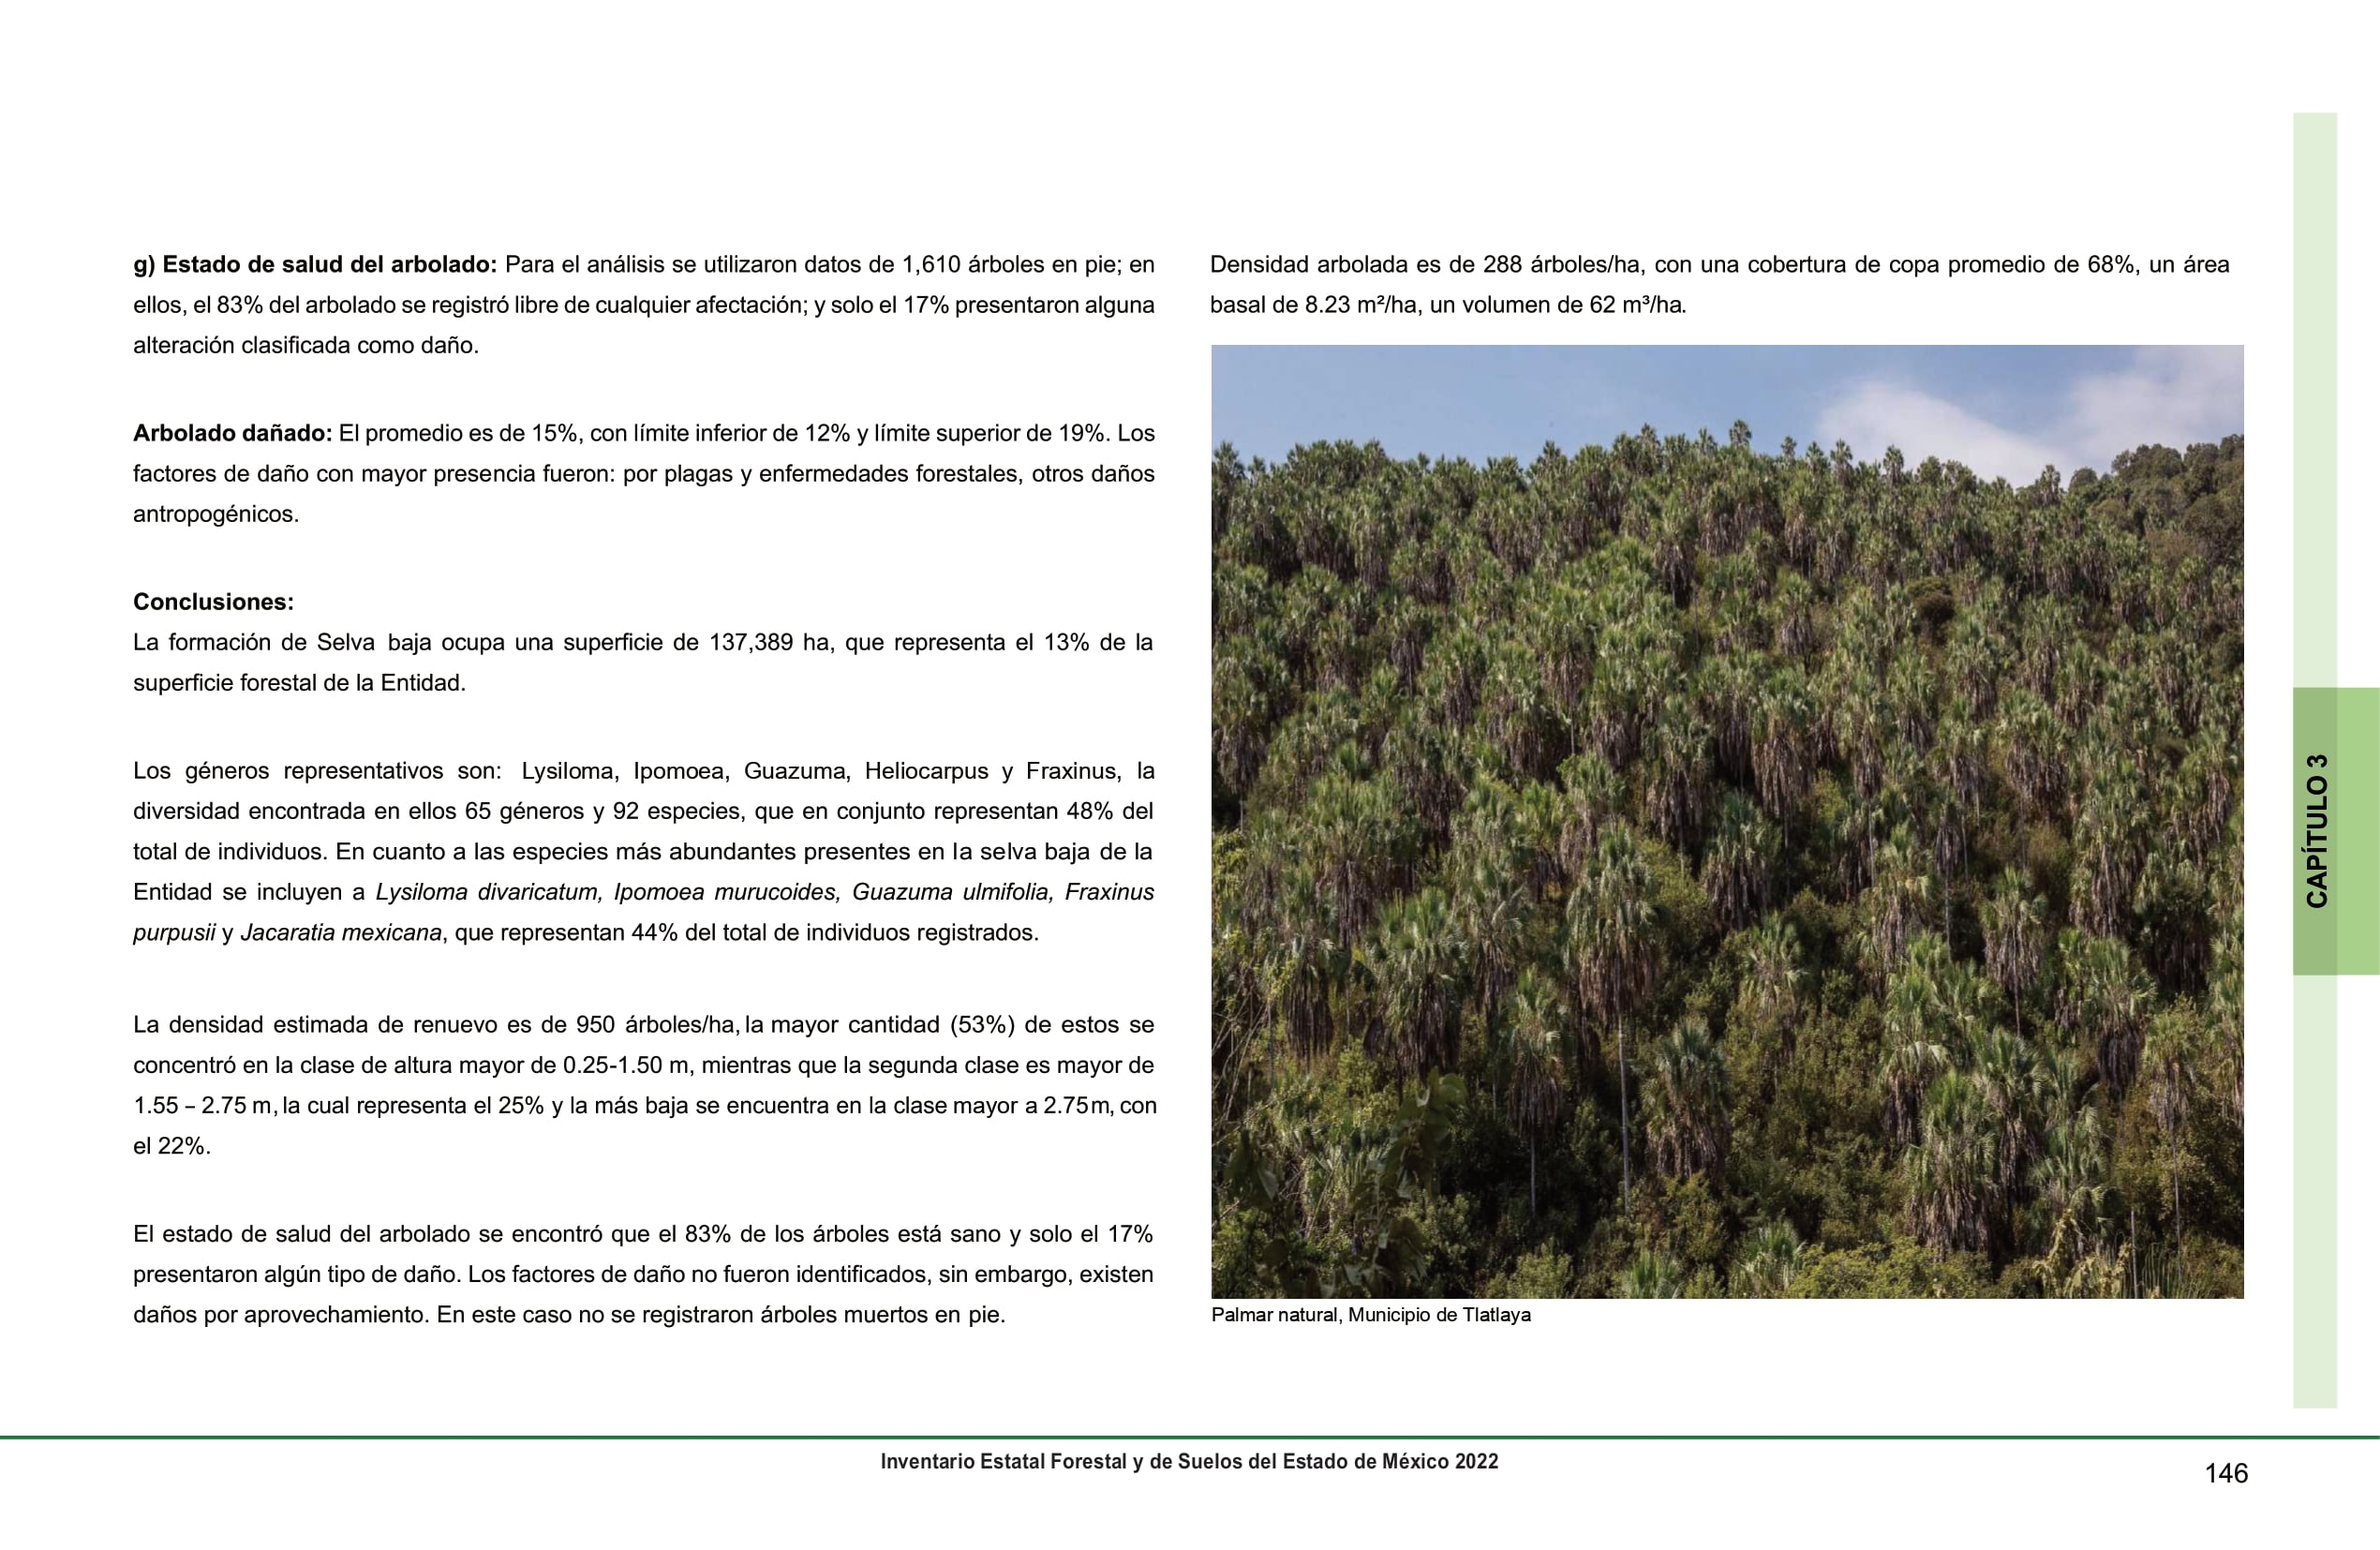 g) Estado de salud del arbolado: Para el análisis se utilizaron datos de 1,610 árboles en pie; en
ellos, el 83% del arbolado se registró libre de cualquier afectación; y solo el 17% presentaron alguna
alteración clasificada como daño.
Arbolado dañado: El promedio es de 15%, con límite inferior de 12% y límite superior de 19%. Los
factores de daño con mayor presencia fueron: por plagas y enfermedades forestales, otros daños
antropogénicos.
Conclusiones:
La formación de Selva baja ocupa una superficie de 137,389 ha, que representa el 13% de la
superficie forestal de la Entidad.
Los géneros representativos son: Lysiloma, Ipomoea, Guazuma, Heliocarpus y Fraxinus, la
diversidad encontrada en ellos 65 géneros y 92 especies, que en conjunto representan 48% del
total de individuos. En cuanto a las especies más abundantes presentes en la selva baja de la
Entidad se incluyen a Lysiloma divaricatum, Ipomoea murucoides, Guazuma ulmifolia, Fraxinus
purpusii y Jacaratia mexicana, que representan 44% del total de individuos registrados.
La densidad estimada de renuevo es de 950 árboles/ha, la mayor cantidad (53%) de estos se
concentró en la clase de altura mayor de 0.25-1.50 m, mientras que la segunda clase es mayor de
1.55 – 2.75 m, la cual representa el 25% y la más baja se encuentra en la clase mayor a 2.75m, con
el 22%.
El estado de salud del arbolado se encontró que el 83% de los árboles está sano y solo el 17%
presentaron algún tipo de daño. Los factores de daño no fueron identificados, sin embargo, existen
daños por aprovechamiento. En este caso no se registraron árboles muertos en pie.
Densidad arbolada es de 288 árboles/ha, con una cobertura de copa promedio de 68%, un área
basal de 8.23 m²/ha, un volumen de 62 m³/ha.
Palmar natural, Municipio de Tlatlaya
CAPÍTULO 3
Inventario Estatal Forestal y de Suelos del Estado de México 2022
146